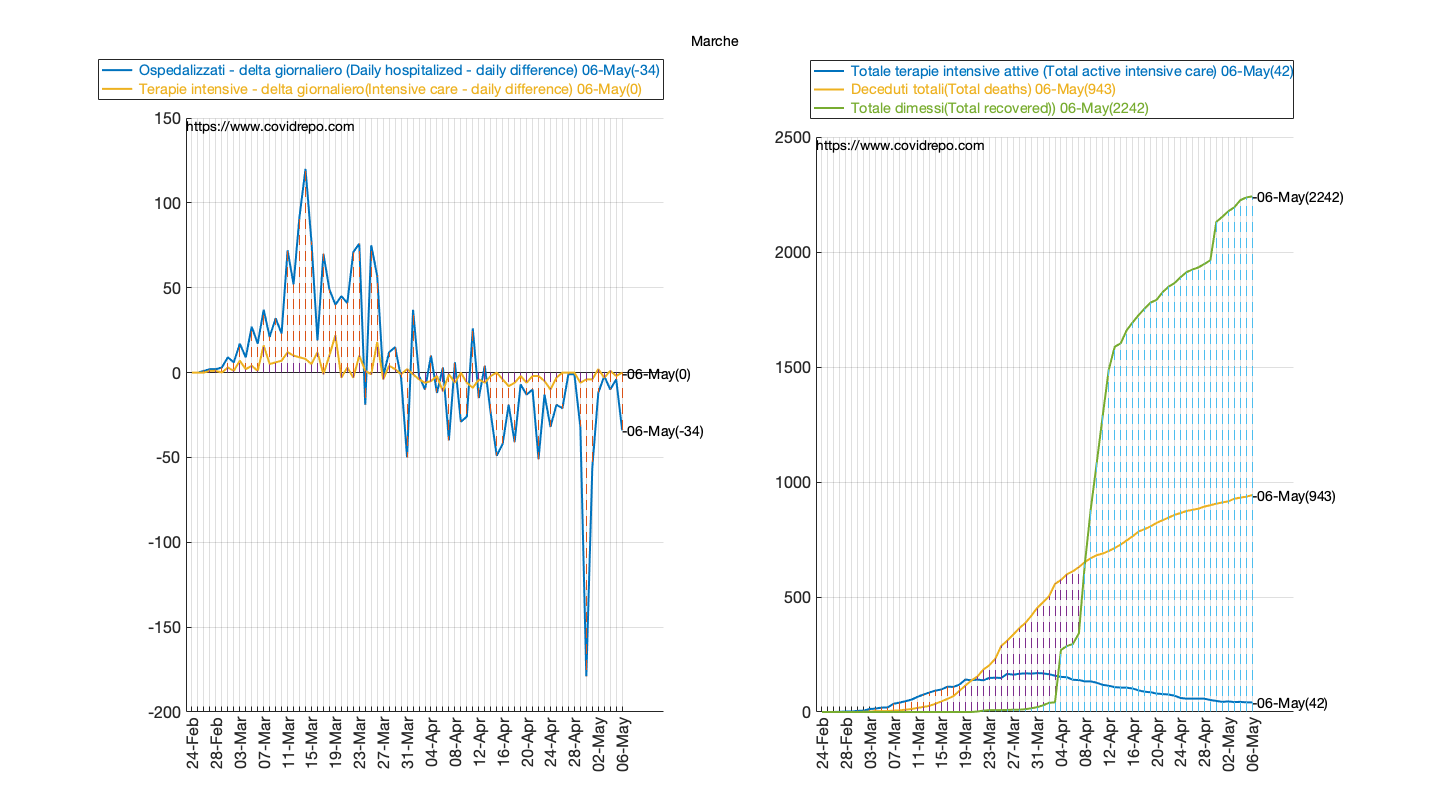 Marche
Ospedalizzati - delta giornaliero (Daily hospitalized - daily difference) 06-May(-34)
Terapie intensive - delta giornaliero(Intensive care - daily difference) 06-May(0)
https://www.covidrepo.com
150
100
50
0
-50
-100
-150
-200
-06-May(0)
-06-May(-34)
24-Feb
28-Feb
03-Mar
07-Mar
11-Mar
15-Mar
19-Mar
23-Mar
27-Mar
31-Mar
04-Apr
08-Apr
12-Apr
16-Apr
20-Apr
24-Apr
28-Apr
02-May
06-May
Totale terapie intensive attive (Total active intensive care) 06-May(42)
Deceduti totali(Total deaths) 06-May(943)
Totale dimessi(Total recovered)) 06-May(2242)
https://www.covidrepo.com
2500
2000
1500
1000
500
0
-06-May(2242)
-06-May(943)
-06-May(42)
24-Feb
28-Feb
03-Mar
07-Mar
11-Mar
15-Mar
19-Mar
23-Mar
27-Mar
31-Mar
04-Apr
08-Apr
12-Apr
16-Apr
20-Apr
24-Apr
28-Apr
02-May
06-May